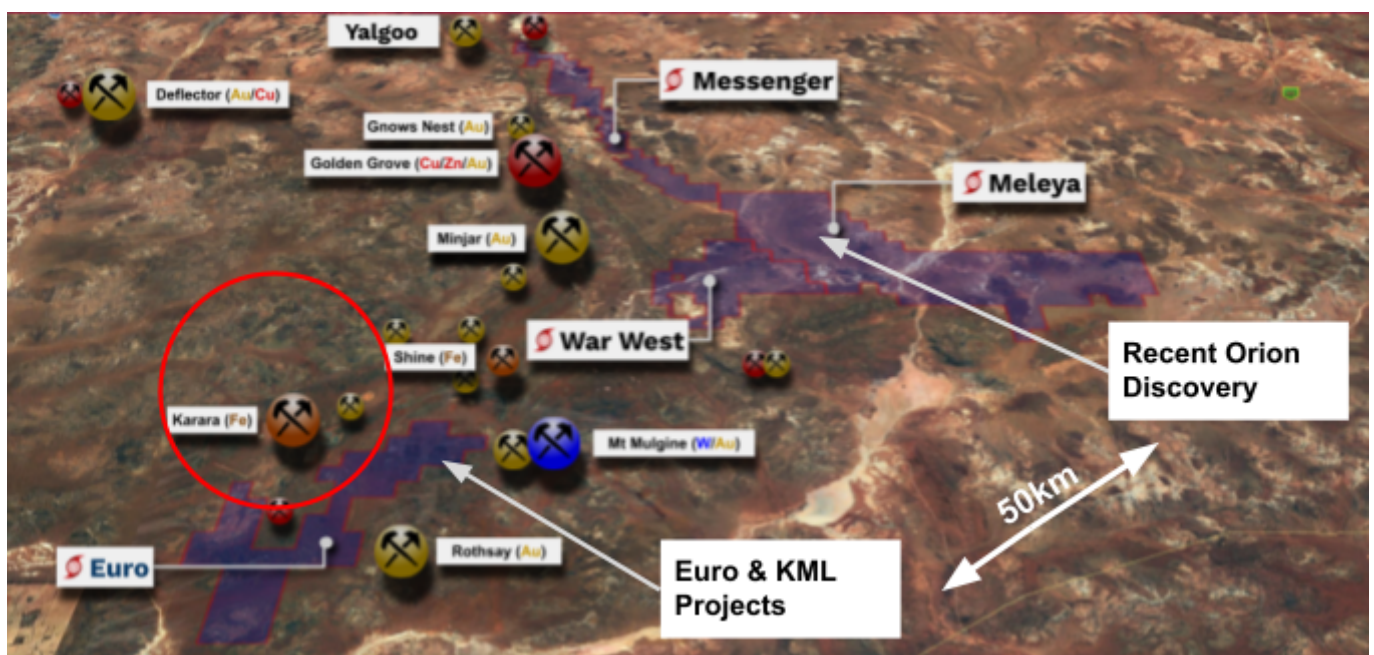 Yalgoo
Messenger
Deflector (Au/Cu)
Gnows Nest (Au)
Golden Grove (Cu/Zn/Au)
Meleya
Minjar (Au)
War West
Shine (Fe)
Recent Orion
Discovery
Karara (Fe)
Mt Mulgine (W/Au)
50km
Rothsay (Au)
Euro
Euro & KML
Projects